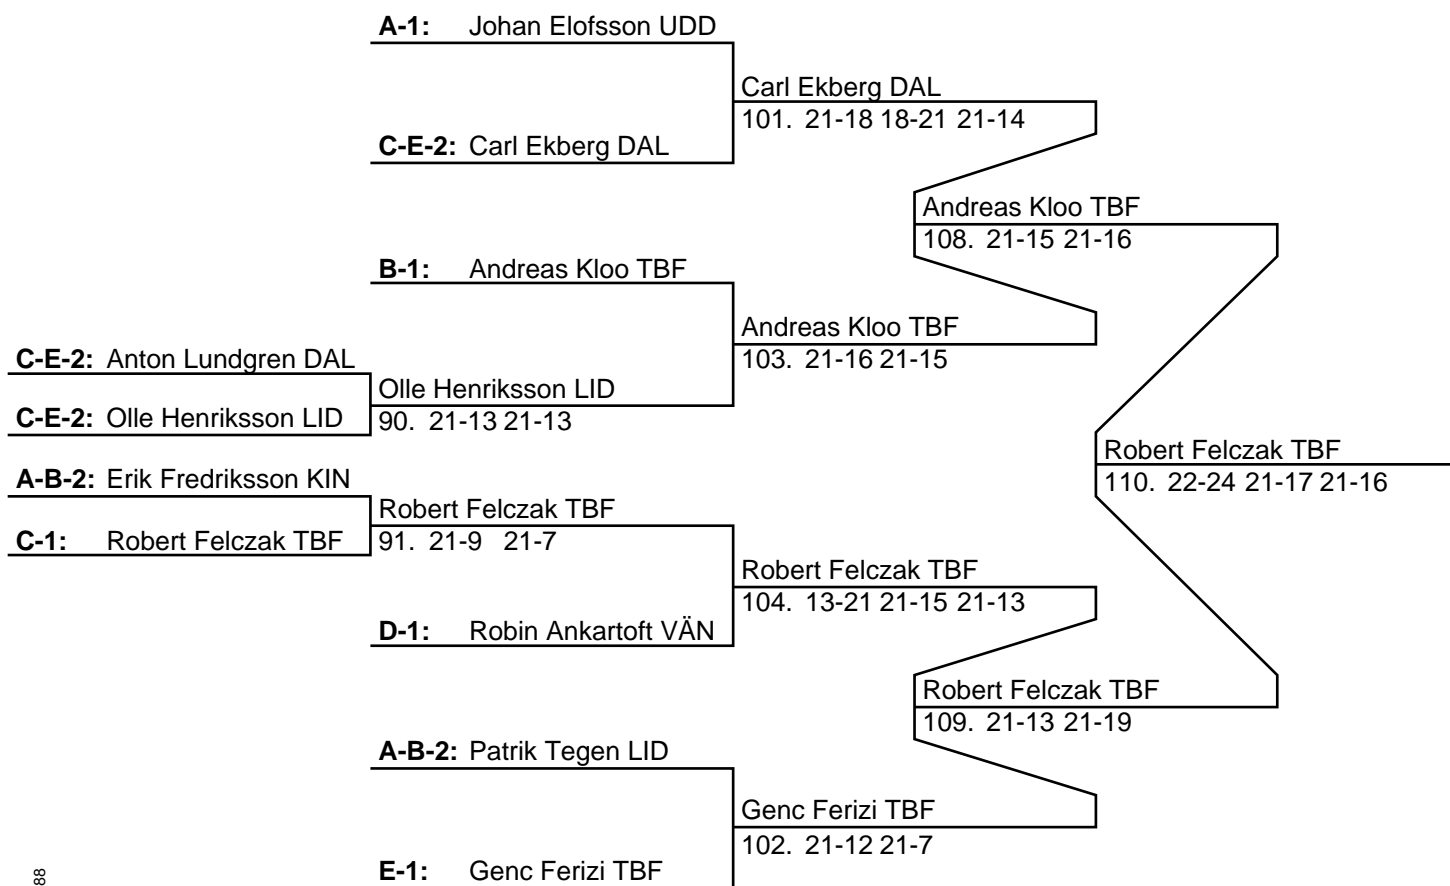 A-1: Johan Elofsson UDD
Carl Ekberg DAL
101. 21-18 18-21 21-14
C-E-2: Carl Ekberg DAL
Andreas Kloo TBF
108. 21-15 21-16
B-1: Andreas Kloo TBF
Andreas Kloo TBF
103. 21-16 21-15
C-E-2: Anton Lundgren DAL
Olle Henriksson LID
90. 21-13 21-13
C-E-2: Olle Henriksson LID
Robert Felczak TBF
110. 22-24 21-17 21-16
A-B-2: Erik Fredriksson KIN
Robert Felczak TBF
91. 21-9 21-7
C-1: Robert Felczak TBF
Robert Felczak TBF
104. 13-21 21-15 21-13
D-1: Robin Ankartoft VÄN
Robert Felczak TBF
109. 21-13 21-19
A-B-2: Patrik Tegen LID
Genc Ferizi TBF
102. 21-12 21-7
E-1: Genc Ferizi TBF
88